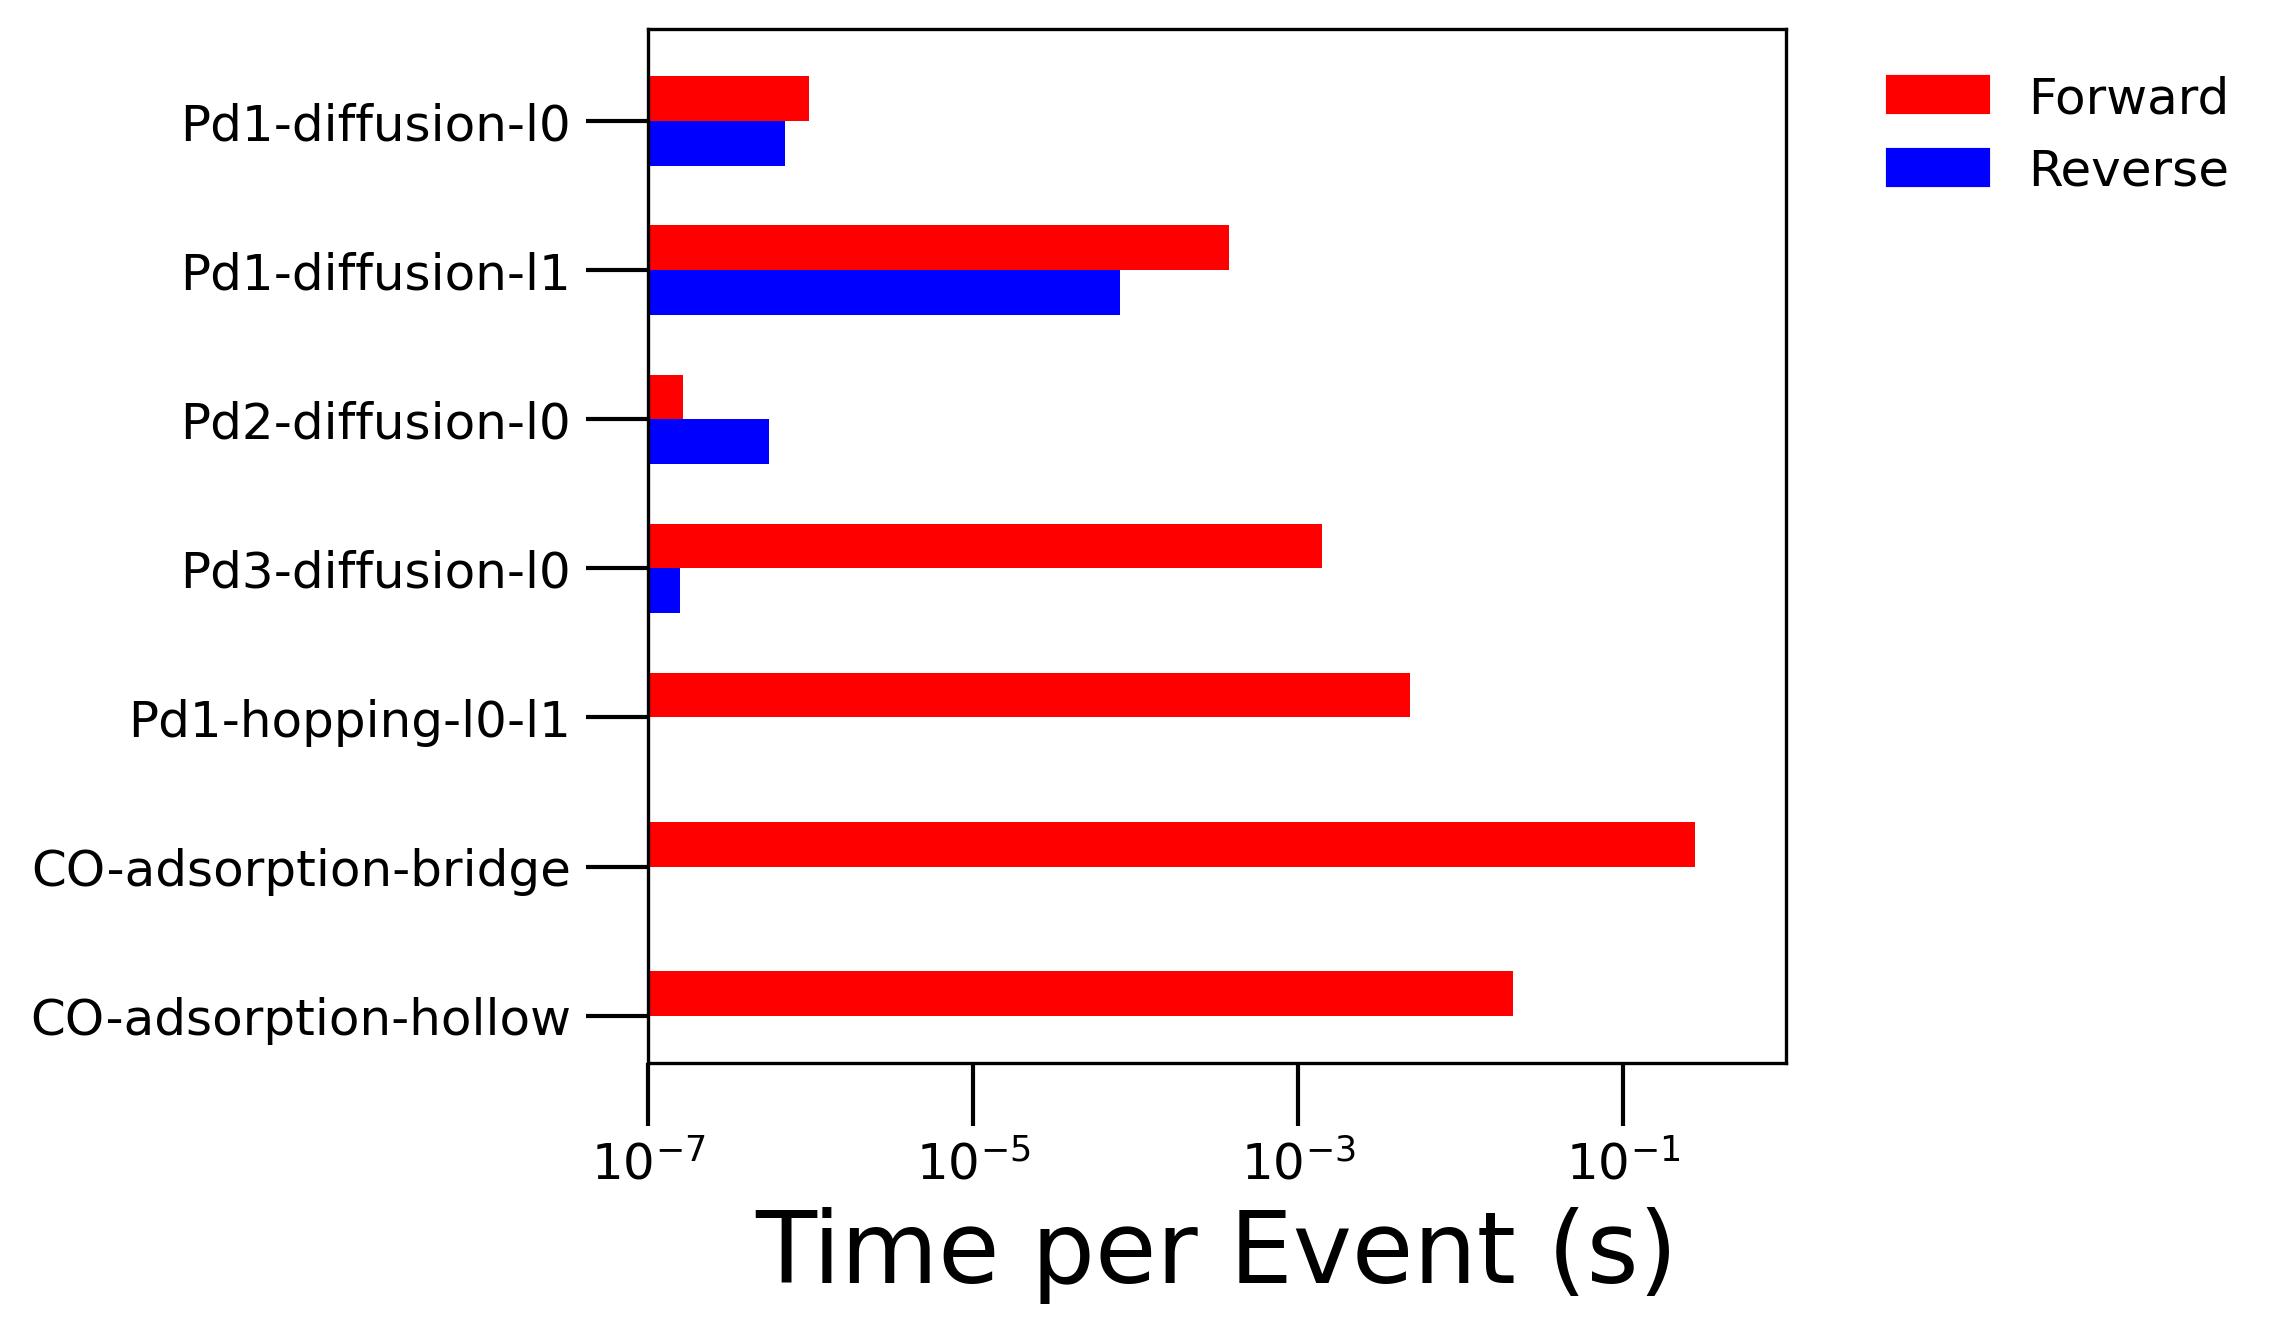 Pd1-diffusion-l0
Pd1-diffusion-l1
Pd2-diffusion-l0
Pd3-diffusion-l0
Pd1-hopping-l0-l1
CO-adsorption-bridge
CO-adsorption-hollow
10⁻⁷ 10⁻⁵ 10⁻³ 10⁻¹
Time per Event (s)
Forward
Reverse